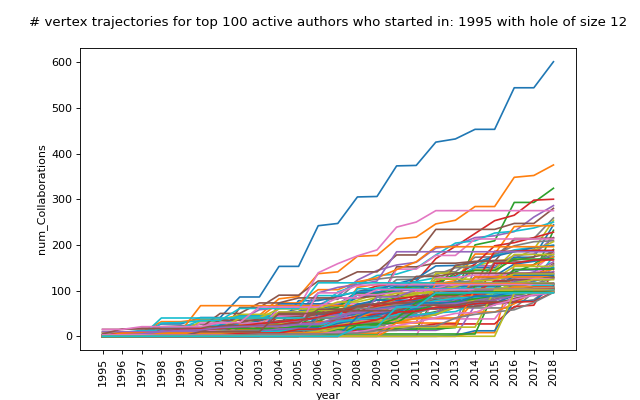 # vertex trajectories for top 100 active authors who started in: 1995 with hole of size 12
600
500
400
300
200
100
0
num_Collaborations
1995 1996 1997 1998 1999 2000 2001 2002 2003 2004 2005 2006 2007 2008 2009 2010 2011 2012 2013 2014 2015 2016 2017 2018
year